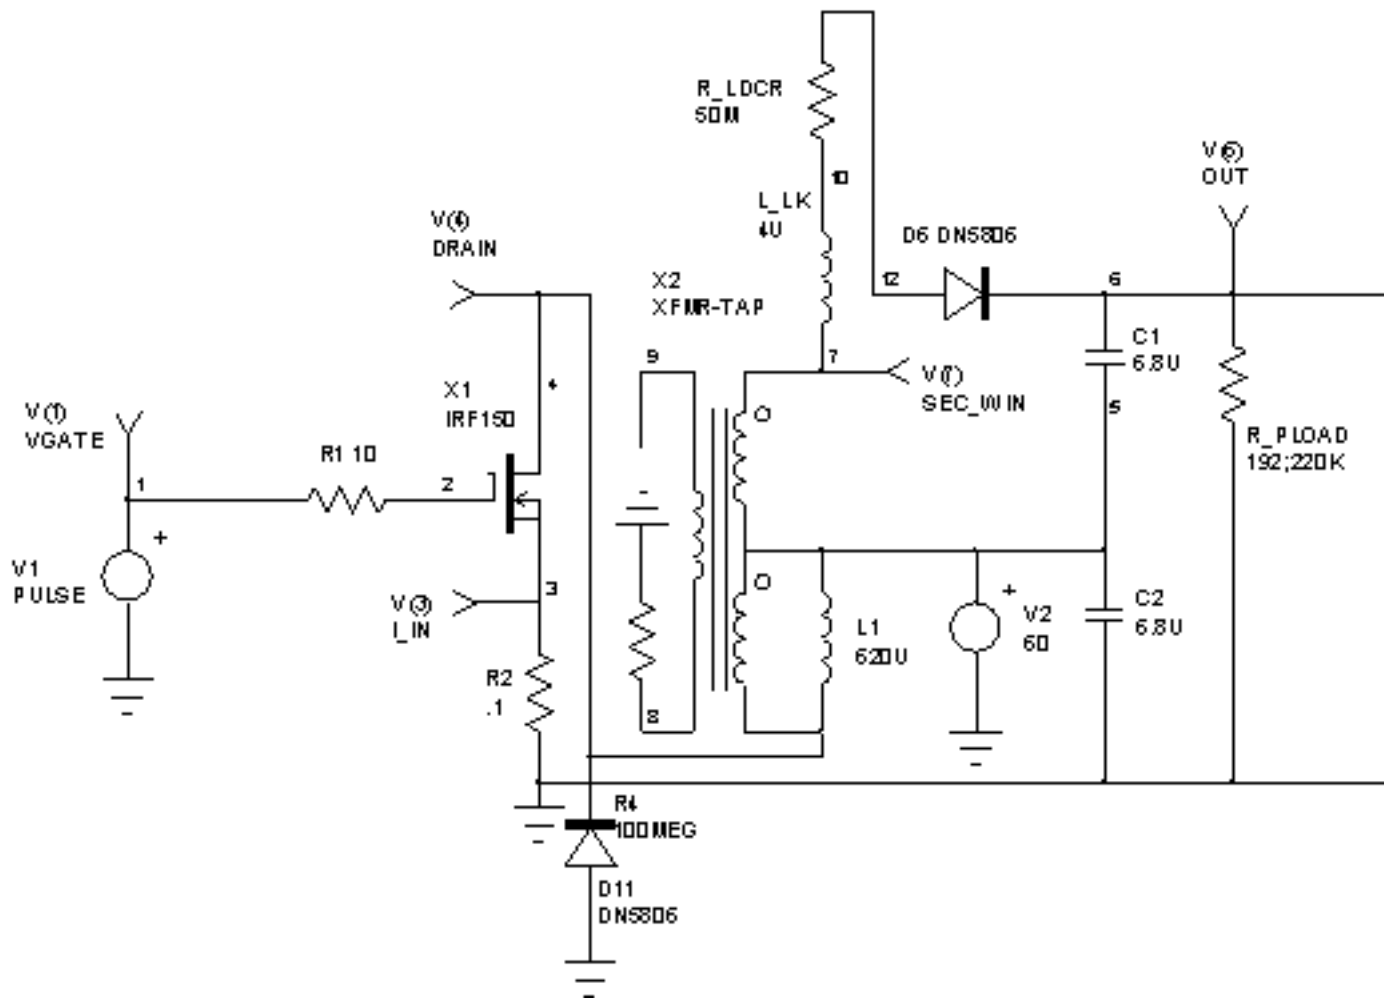 R_LDCR
50M
10
L_LK
4U
V(6)
OUT
V(4)
DRAIN
D6 DN5806
X2
XFMR-TAP
12
6
C1
6.8U
9
7
V(7)
SEC_WIN
4
X1
IRF150
5
V(1)
VGATE
R1 10
R_PLOAD
192;220K
1
2
+
V1
PULSE
3
V(3)
I_IN
+
V2
60
C2
6.8U
L1
620U
R2
.1
8
R4
100MEG
D11
DN5806